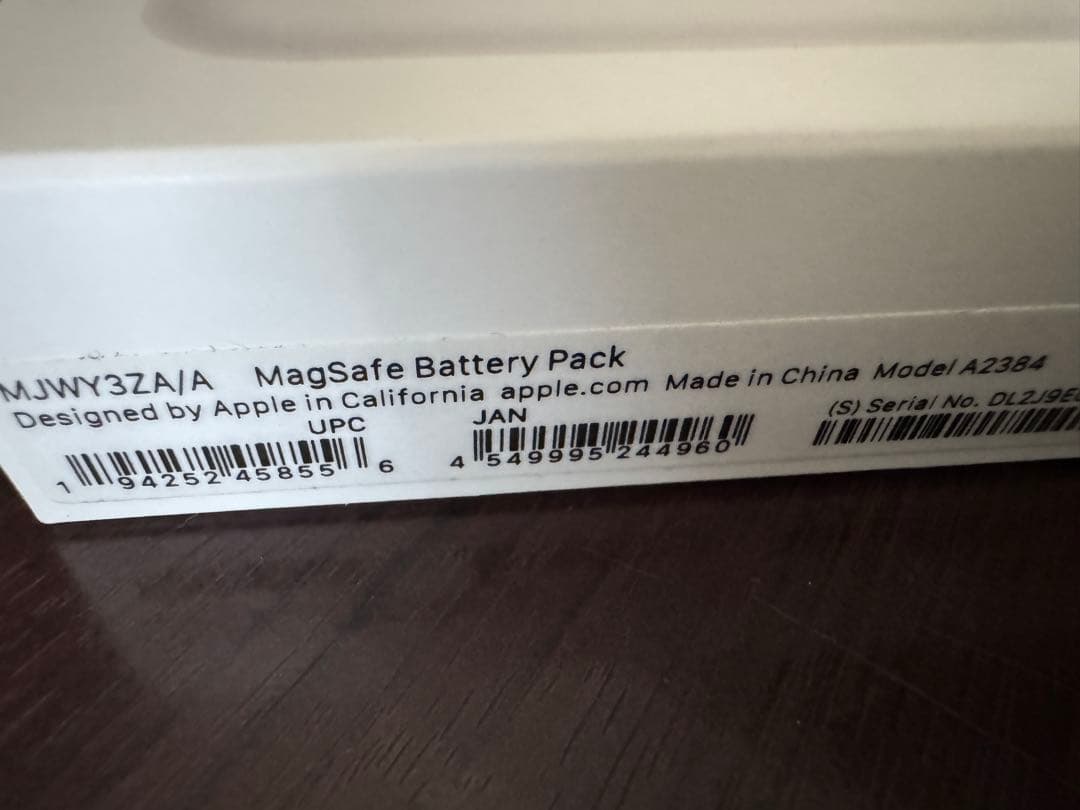 MJWY3ZA/A MagSafe Battery Pack
Designed by Apple in California apple.com Made in China Model A2384
UPC JAN (S) Serial No. DL2J9E
1 94252 45855 6 4 549995 244960